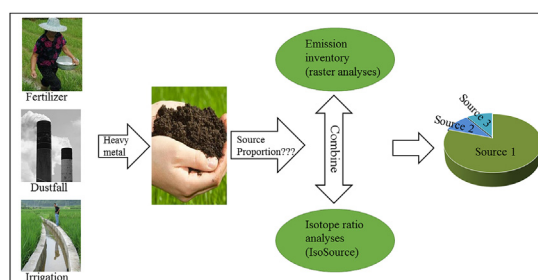 Fertilizer
Dustfall
Irrigation
Heavy
metal
Source
Proportion???
Emission
inventory
(raster analyses)
Combine
Isotope ratio
analyses
(IsoSource)
Source 3
Source 2
Source 1